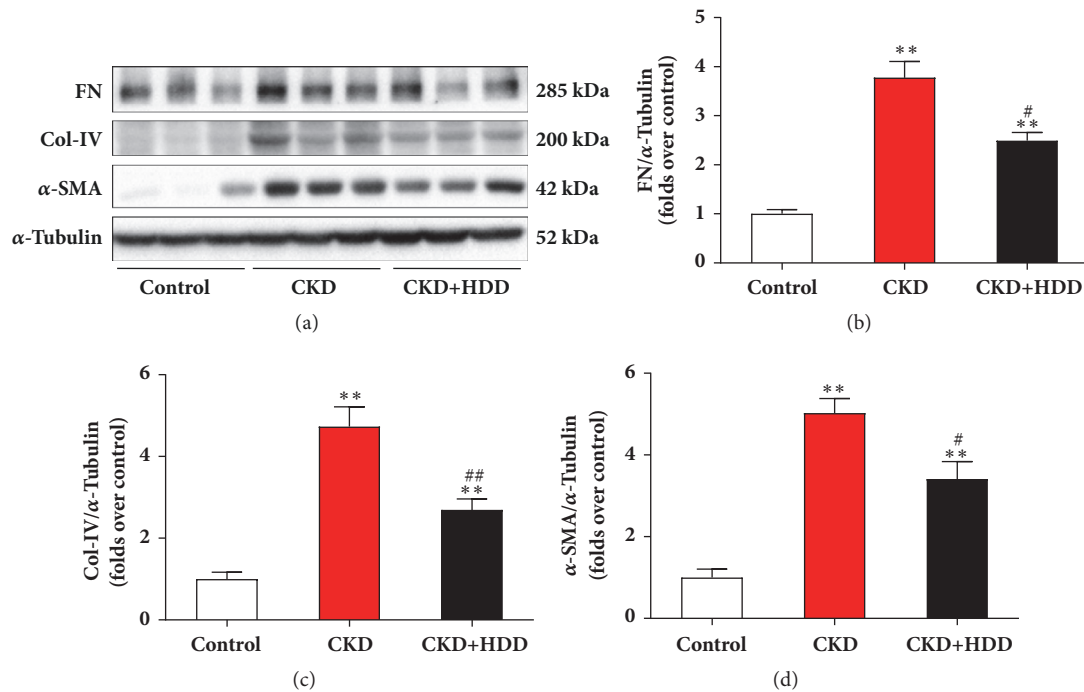 FN
285 kDa
Col-IV
200 kDa
α-SMA
42 kDa
α-Tubulin
52 kDa
Control
CKD
CKD+HDD
(a)
FN/α-Tubulin
(folds over control)
5
4
3
2
1
0
**
#
**
Control
CKD
CKD+HDD
(b)
Col-IV/α-Tubulin
(folds over control)
6
4
2
0
**
##
**
Control
CKD
CKD+HDD
(c)
α-SMA/α-Tubulin
(folds over control)
6
4
2
0
**
#
**
Control
CKD
CKD+HDD
(d)